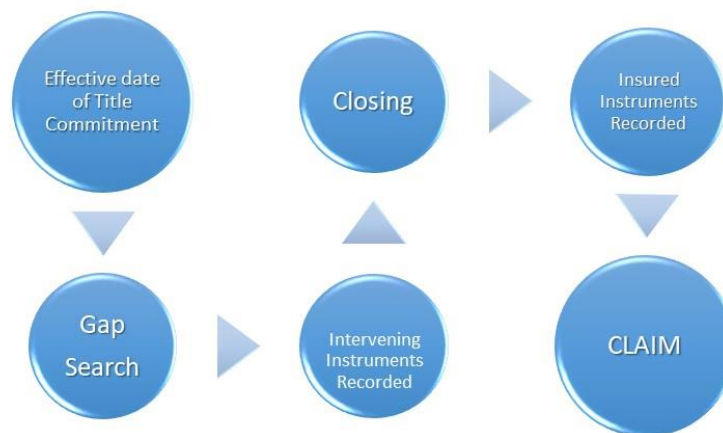 Effective date
of Title
Commitment
Gap
Search
Intervening
Instruments
Recorded
Closing
Insured
Instruments
Recorded
CLAIM